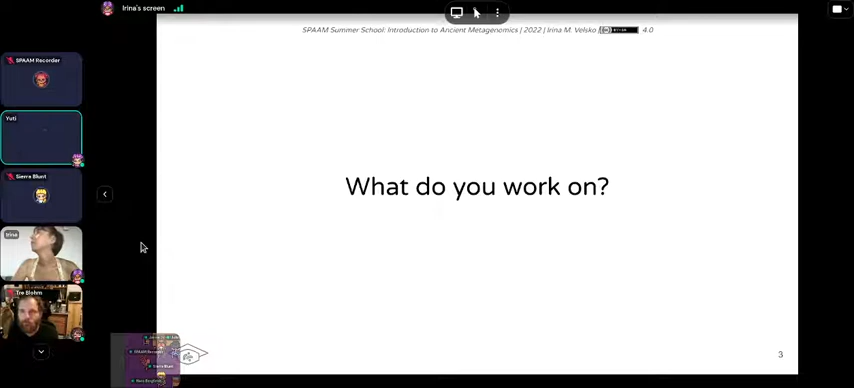 Irina's screen
SPAAM Summer School: Introduction to Ancient Metagenomics | 2022 | Irina M. Velsko | 4.0
SPAAM Recorder
Yuti
Sierra Blunt
Irina
Tre Blohm
What do you work on?
3